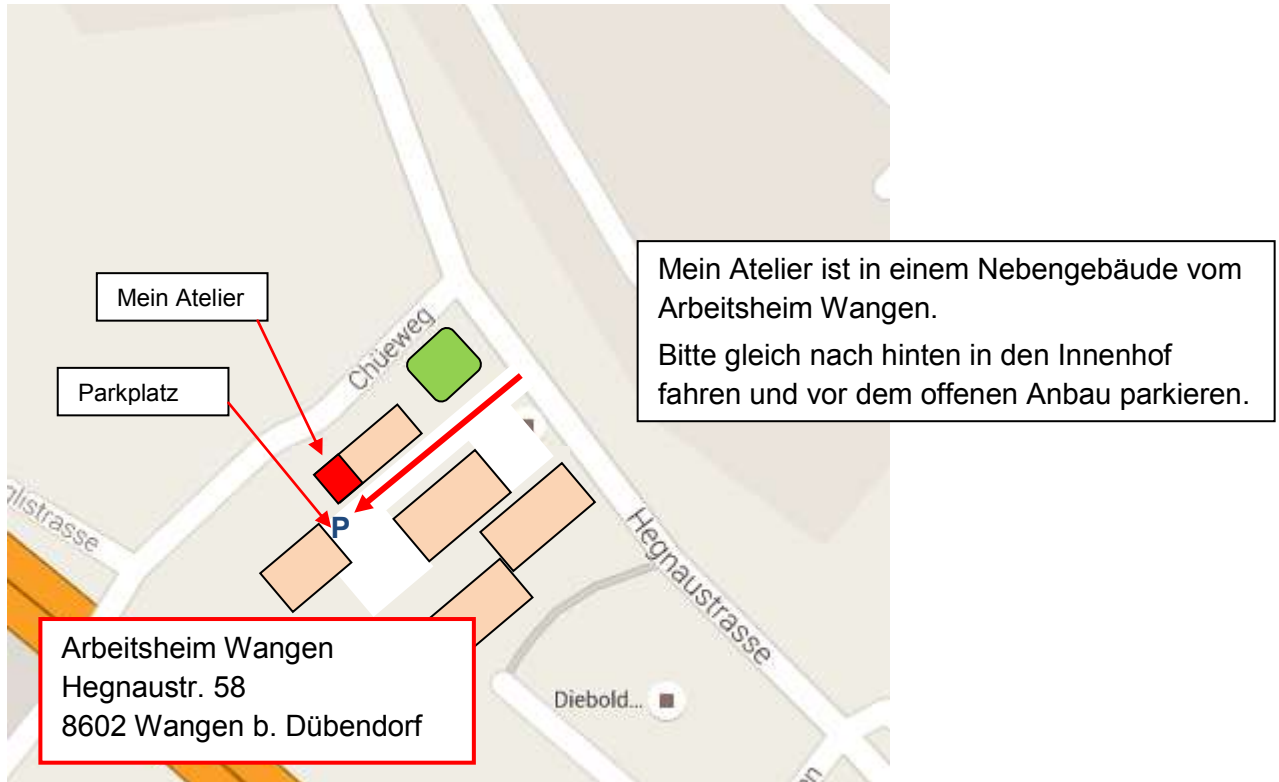 Mein Atelier
Parkplatz
Chüeweg
glistrasse
P
Hegnaustrasse
Diebold...
Mein Atelier ist in einem Nebengebäude vom
Arbeitsheim Wangen.
Bitte gleich nach hinten in den Innenhof
fahren und vor dem offenen Anbau parkieren.
Arbeitsheim Wangen
Hegnaustr. 58
8602 Wangen b. Dübendorf